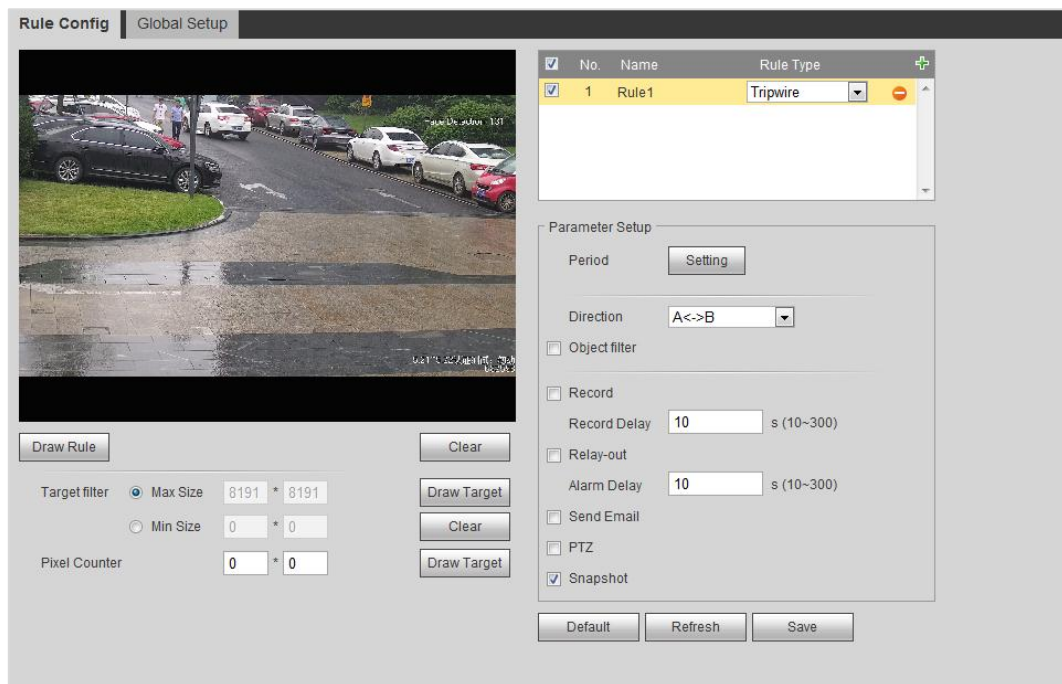 Rule Config
Global Setup
No. Name Rule Type
1 Rule1 Tripwire
Face Detection: 131
Draw Rule
Clear
Target filter
Max Size 8191 * 8191
Draw Target
Min Size 0 * 0
Clear
Pixel Counter 0 * 0
Draw Target
Parameter Setup
Period Setting
Direction A<->B
Object filter
Record
Record Delay 10 s (10~300)
Relay-out
Alarm Delay 10 s (10~300)
Send Email
PTZ
Snapshot
Default
Refresh
Save